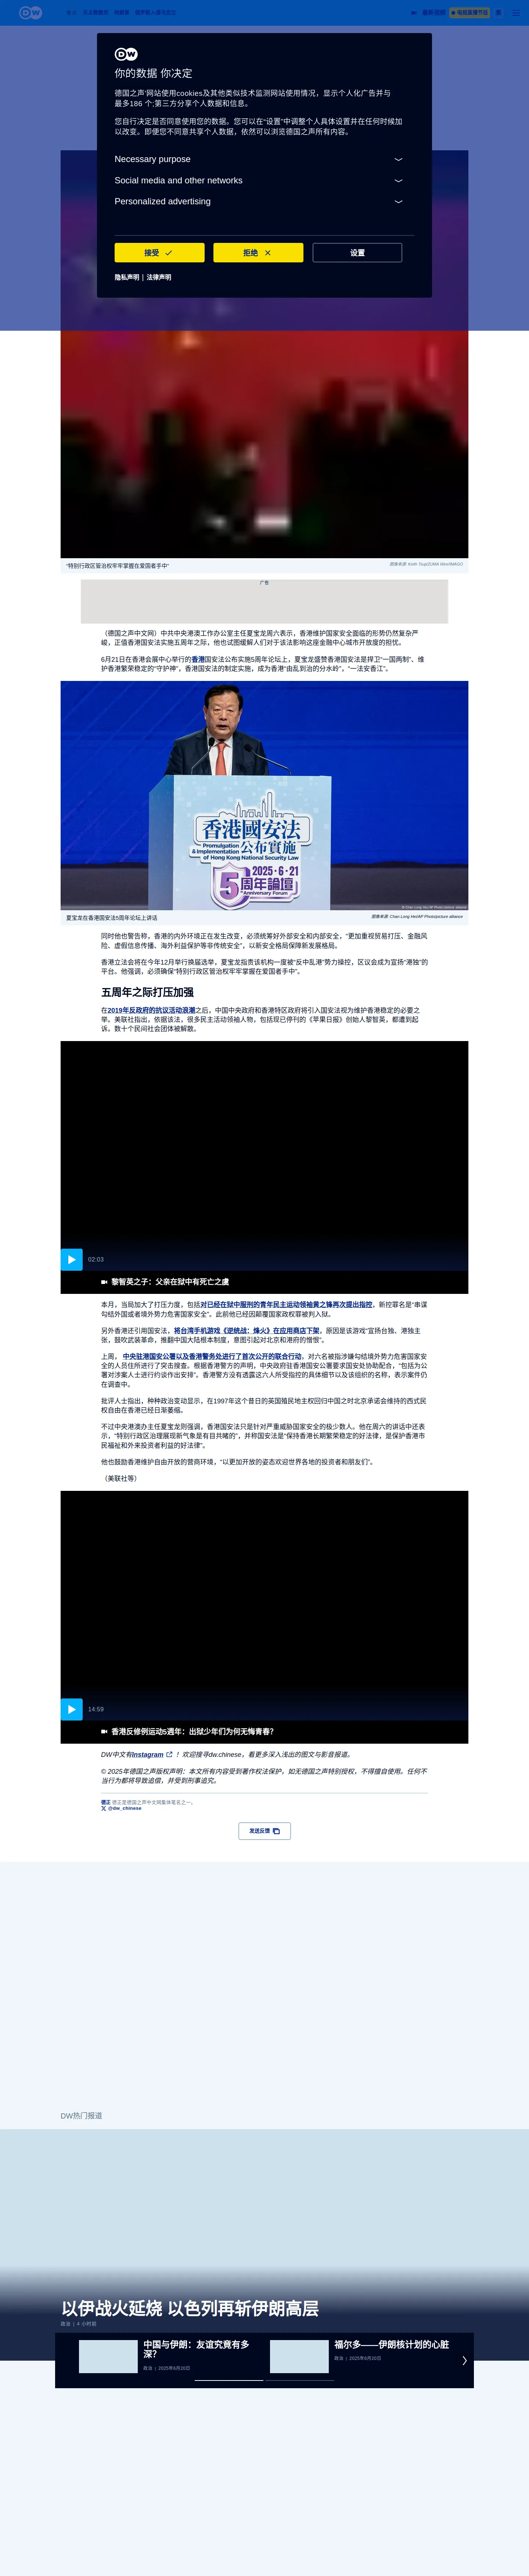 DW
你的数据 你决定
德国之声'网站使用cookies及其他类似技术监测网站使用情况，显示个人化广告并与
最多186 个;第三方分享个人数据和信息。
您自行决定是否同意使用您的数据。您可以在“设置”中调整个人具体设置并在任何时候加
以改变。即便您不同意共享个人数据，依然可以浏览德国之声所有内容。
Necessary purpose
Social media and other networks
Personalized advertising
接受
拒绝
设置
隐私声明 | 法律声明
“特别行政区管治权牢牢掌握在爱国者手中”
广告
（德国之声中文网）中共中央港澳工作办公室主任夏宝龙周六表示，香港维护国家安全面临的形势仍然复杂严
峻，正值香港国安法实施五周年之际，他也试图缓解人们对于该法影响这座金融中心城市开放度的担忧。
6月21日在香港会展中心举行的香港国安法公布实施5周年论坛上，夏宝龙盛赞香港国安法是捍卫“一国两制”、维
护香港繁荣稳定的“守护神”，香港国安法的制定实施，成为香港“由乱到治的分水岭”，“一法安香江”。
香港國安法
Promulgation
& Implementation
公布實施
of Hong Kong National Security Law
2025・6・21
5周年論壇
Anniversary
Forum
夏宝龙在香港国安法5周年论坛上讲话
图像来源: Chan Long Hei/AP Photo/picture alliance
同时他也警告称，香港的内外环境正在发生改变，必须统筹好外部安全和内部安全，“更加重视贸易打压、金融风
险、虚假信息传播、海外利益保护等非传统安全”，以新安全格局保障新发展格局。
香港立法会将在今年12月举行换届选举，夏宝龙指责该机构一度被“反中乱港”势力操控，区议会成为宣扬“港独”的
平台。他强调，必须确保“特别行政区管治权牢牢掌握在爱国者手中”。
五周年之际打压加强
在2019年反政府的抗议活动浪潮之后，中国中央政府和香港特区政府将引入国安法视为维护香港稳定的必要之
举。美联社指出，依据该法，很多民主活动领袖人物，包括现已停刊的《苹果日报》创始人黎智英，都遭到起
诉。数十个民间社会团体被解散。
02:03
黎智英之子：父亲在狱中有死亡之虞
本月，当局加大了打压力度，包括对已经在狱中服刑的青年民主运动领袖黄之锋再次提出指控，新控罪名是“串谋
勾结外国或者境外势力危害国家安全”。此前他已经因颠覆国家政权罪被判入狱。
另外香港还引用国安法，将台湾手机游戏《逆统战：烽火》在应用商店下架，原因是该游戏“宣扬台独、港独主
张，鼓吹武装革命，推翻中国大陆根本制度，意图引起对北京和港府的憎恨”。
上周， 中央驻港国安公署以及香港警务处进行了首次公开的联合行动，对六名被指涉嫌勾结境外势力危害国家安
全的人员住所进行了突击搜查。根据香港警方的声明，中央政府驻香港国安公署要求国安处协助配合，“包括为公
署对涉案人士进行约谈作出安排”。香港警方没有透露这六人所受指控的具体细节以及该组织的名称，表示案件仍
在调查中。
批评人士指出，种种政治变动显示，在1997年这个昔日的英国殖民地主权回归中国之时北京承诺会维持的西式民
权自由在香港已经日渐萎缩。
不过中央港澳办主任夏宝龙则强调，香港国安法只是针对严重威胁国家安全的极少数人。他在周六的讲话中还表
示，“特别行政区治理展现新气象是有目共睹的”，并称国安法是“保持香港长期繁荣稳定的好法律，是保护香港市
民福祉和外来投资者利益的好法律”。
他也鼓励香港维护自由开放的营商环境，“以更加开放的姿态欢迎世界各地的投资者和朋友们”。
（美联社等）
14:59
香港反修例运动5週年：出狱少年们为何无悔青春？
DW中文有Instagram ！欢迎搜寻dw.chinese，看更多深入浅出的图文与影音报道。
© 2025年德国之声版权声明：本文所有内容受到著作权法保护，如无德国之声特别授权，不得擅自使用。任何不
当行为都将导致追偿，并受到刑事追究。
德正 德正是德国之声中文网集体笔名之一。
@dw_chinese
发送反馈
DW热门报道
以伊战火延烧 以色列再斩伊朗高层
政治 | 4 小时前
中国与伊朗：友谊究竟有多
深？
政治 | 2025年6月20日
福尔多——伊朗核计划的心脏
政治 | 2025年6月20日